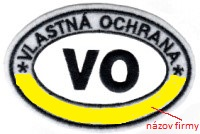 *VLASTNÁ OCHRANA*
VO
názov firmy